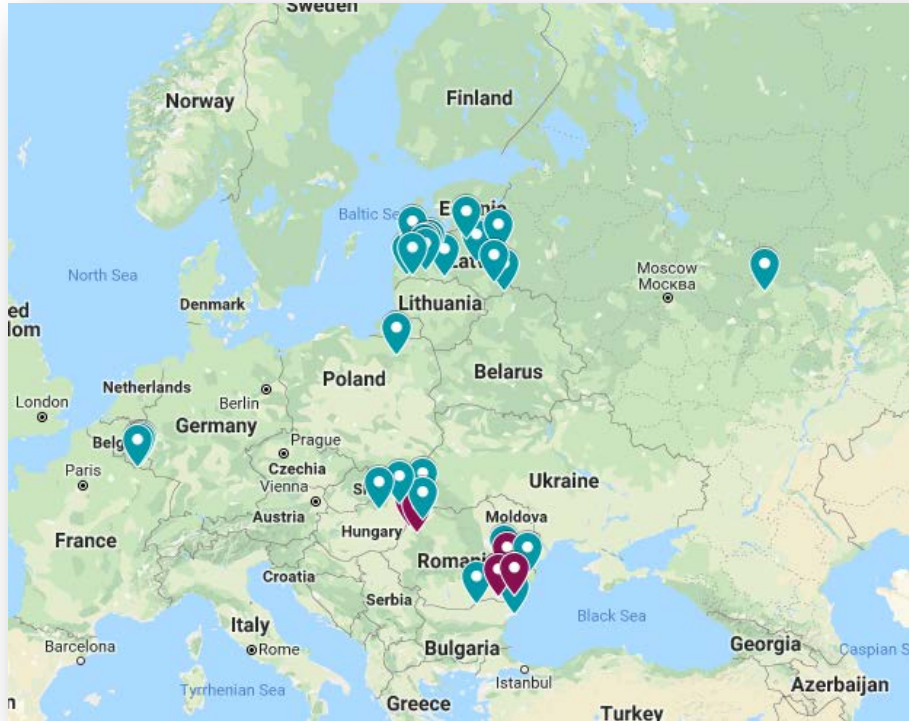 Sweden
Norway
Finland
Baltic Se
North Sea
Moscow
Москва
Lithuania
Denmark
ed
lom
Belarus
Poland
Netherlands
Berlin
London
Germany
Belg
Prague
Paris
Czechia
Vienna
Ukraine
Austria
Moldova
Hungary
France
Romani
Croatia
Serbia
Black Sea
Italy
Bulgaria
Georgia
Barcelona
Rome
Caspian S
Istanbul
Azerbaijan
Tyrrhenian Sea
Greece
Turkey
n